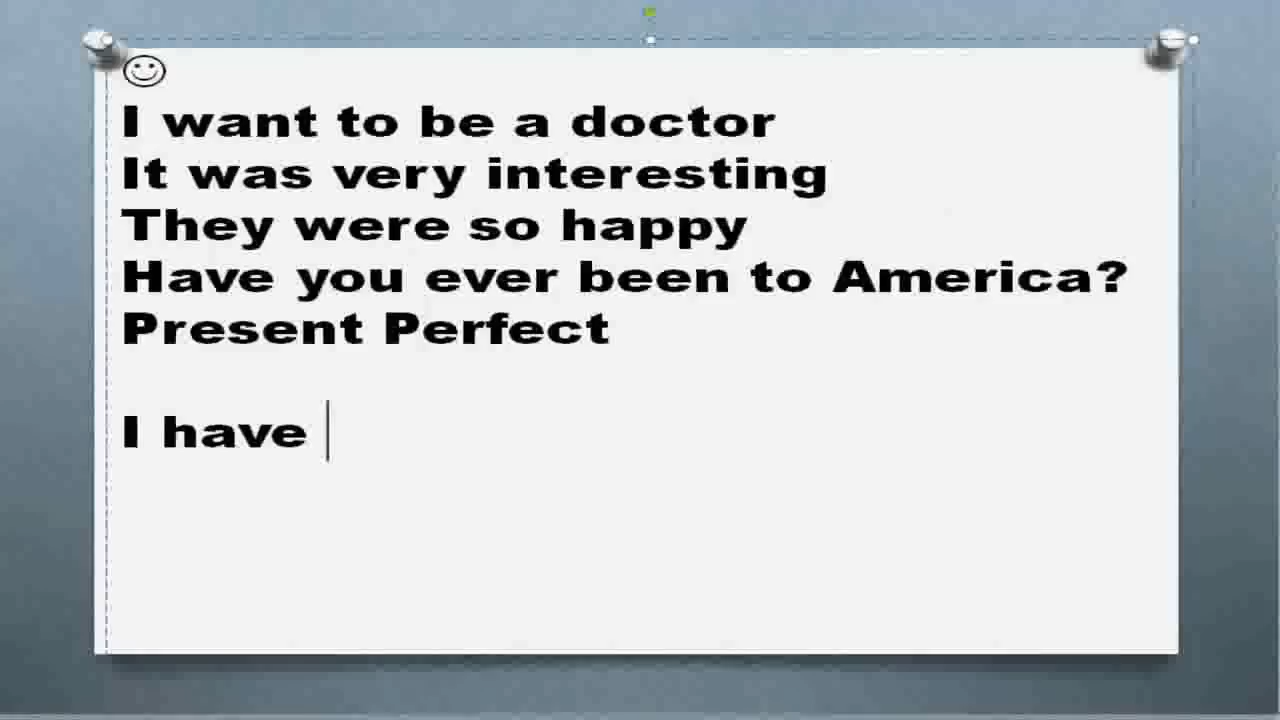 I want to be a doctor
It was very interesting
They were so happy
Have you ever been to America?
Present Perfect
I have